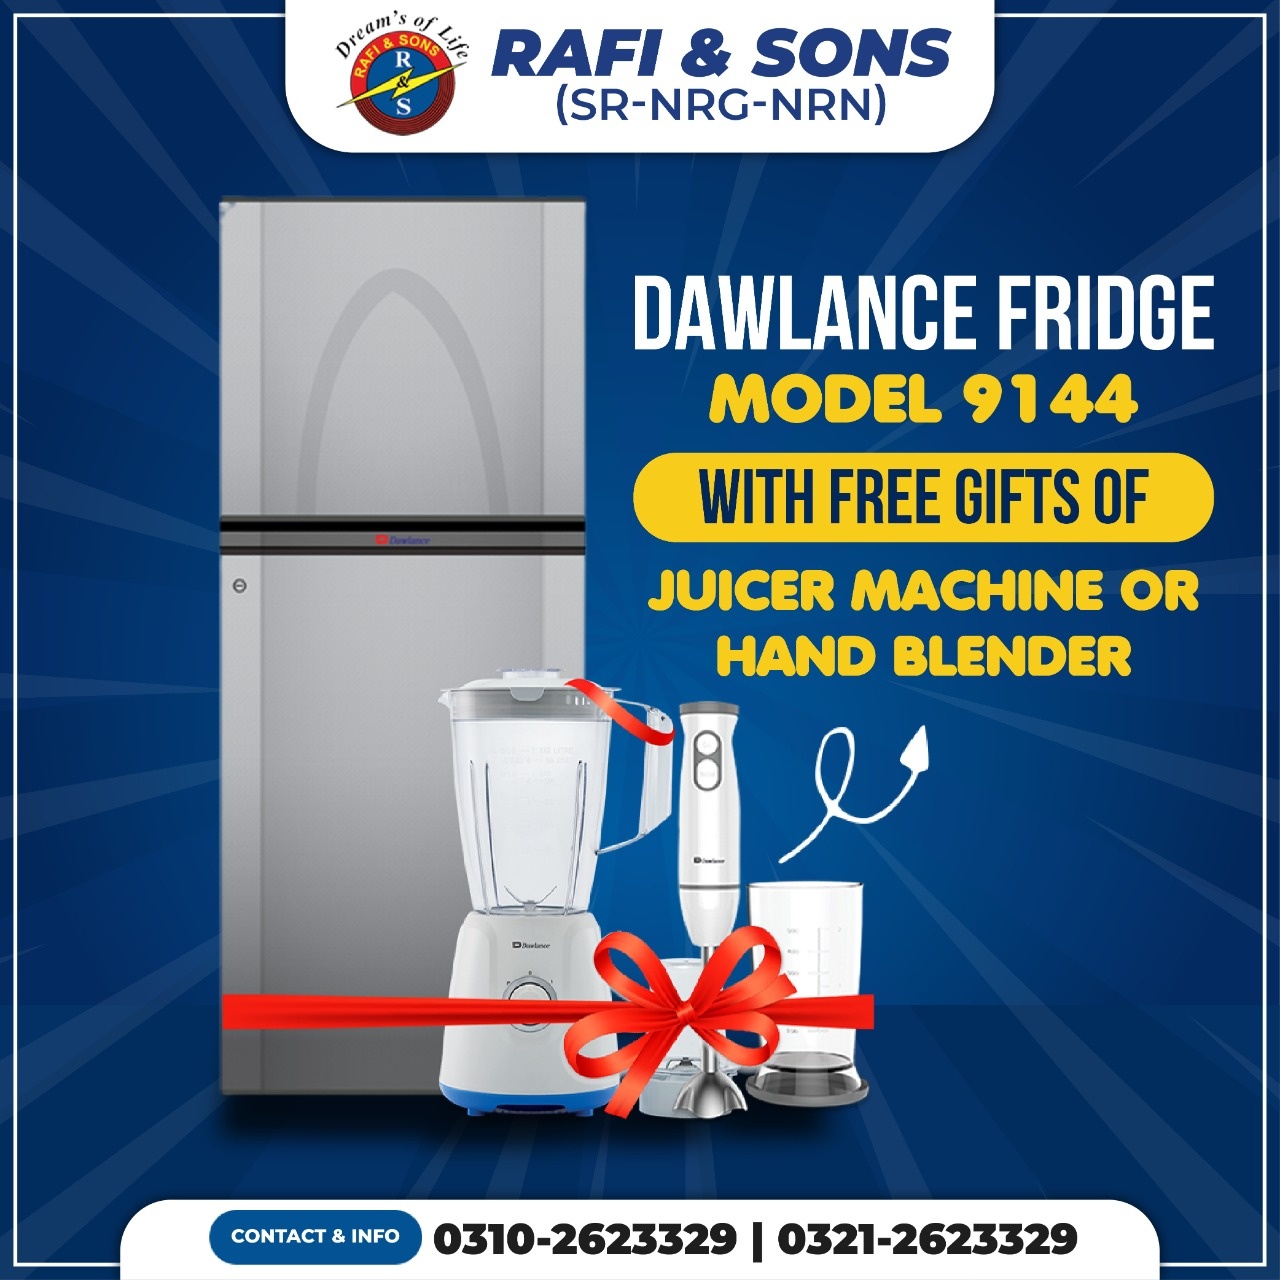 Dream's of Life
RAFI & SONS
R
&
S
RAFI & SONS
(SR-NRG-NRN)
DAWLANCE FRIDGE
MODEL 9144
WITH FREE GIFTS OF
JUICER MACHINE OR
HAND BLENDER
Dawlance
Dawlance
Dawlance
CONTACT & INFO
0310-2623329 | 0321-2623329